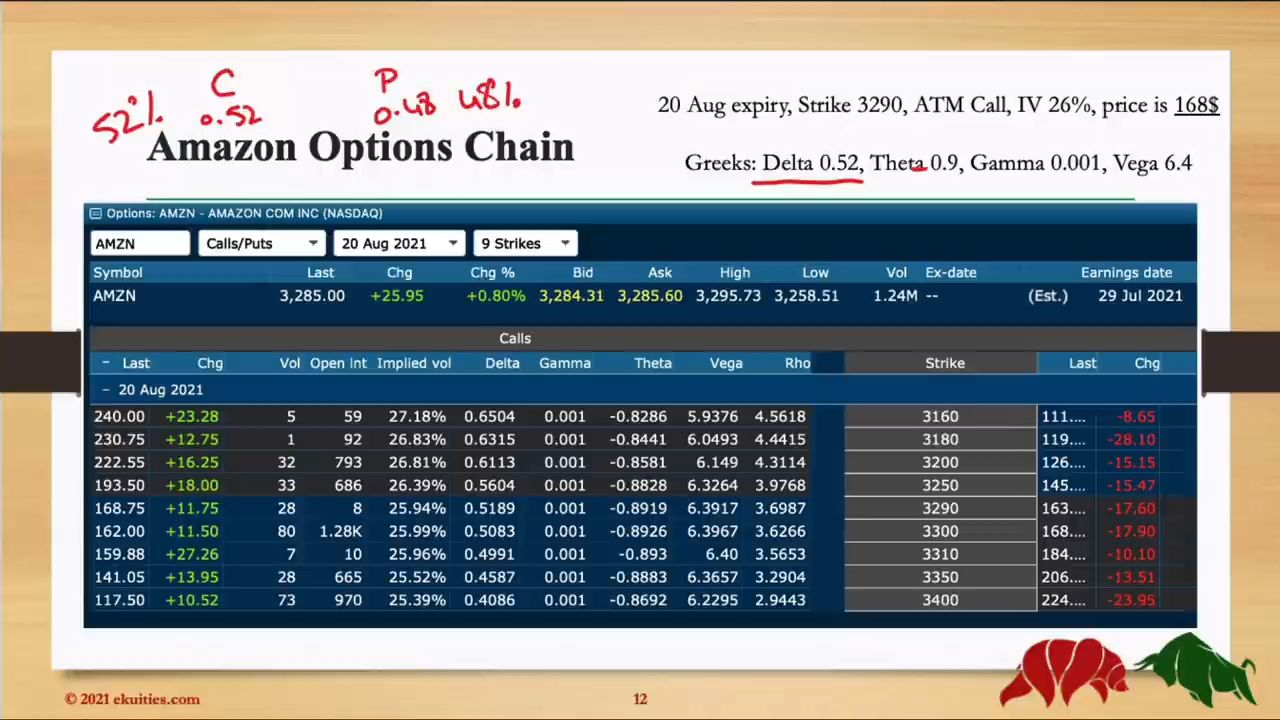 C P
52% 0.52 0.48 48%
20 Aug expiry, Strike 3290, ATM Call, IV 26%, price is 168$
Amazon Options Chain
Greeks: Delta 0.52, Theta 0.9, Gamma 0.001, Vega 6.4
Options: AMZN - AMAZON COM INC (NASDAQ)
AMZN Calls/Puts 20 Aug 2021 9 Strikes
Symbol Last Chg Chg % Bid Ask High Low Vol Ex-date Earnings date
AMZN 3,285.00 +25.95 +0.80% 3,284.31 3,285.60 3,295.73 3,258.51 1.24M -- (Est.) 29 Jul 2021
Calls
− Last Chg Vol Open Int Implied vol Delta Gamma Theta Vega Rho Strike Last Chg
− 20 Aug 2021
240.00 +23.28 5 59 27.18% 0.6504 0.001 -0.8286 5.9376 4.5618 3160 111.... -8.65
230.75 +12.75 1 92 26.83% 0.6315 0.001 -0.8441 6.0493 4.4415 3180 119.... -28.10
222.55 +16.25 32 793 26.81% 0.6113 0.001 -0.8581 6.149 4.3114 3200 126.... -15.15
193.50 +18.00 33 686 26.39% 0.5604 0.001 -0.8828 6.3264 3.9768 3250 145.... -15.47
168.75 +11.75 28 8 25.94% 0.5189 0.001 -0.8919 6.3917 3.6987 3290 163.... -17.60
162.00 +11.50 80 1.28K 25.99% 0.5083 0.001 -0.8926 6.3967 3.6266 3300 168.... -17.90
159.88 +27.26 7 10 25.96% 0.4991 0.001 -0.893 6.40 3.5653 3310 184.... -10.10
141.05 +13.95 28 665 25.52% 0.4587 0.001 -0.8883 6.3657 3.2904 3350 206.... -13.51
117.50 +10.52 73 970 25.39% 0.4086 0.001 -0.8692 6.2295 2.9443 3400 224.... -23.95
© 2021 ekuities.com 12